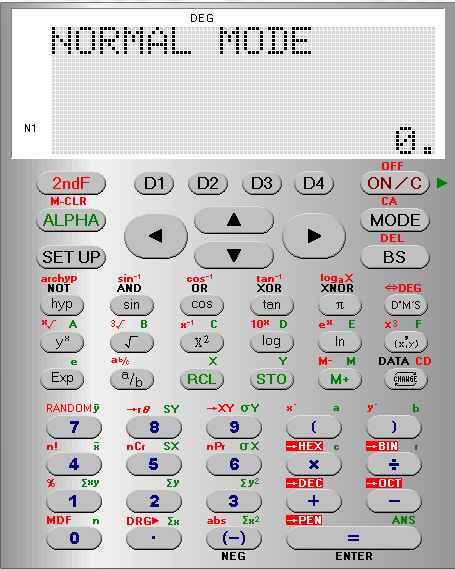 DEG
NORMAL MODE
N1
0.
OFF
2ndF D1 D2 D3 D4 ON/C
M-CLR CA
ALPHA ◄ ▲ ► MODE
DEL
SET UP ▼ BS
archyp sin⁻¹ cos⁻¹ tan⁻¹ logₐX ⇔DEG
NOT AND OR XOR XNOR
hyp sin cos tan π D°M'S
ˣ√ A ³√ B x⁻¹ C 10ˣ D eˣ E x³ F
yˣ √ X² log ln (x,y)
e aᵇ/c X Y M- M DATA CD
Exp a/b RCL STO M+ CHANGE
RANDOM ȳ →rθ SY →XY σY x' a y' b
7 8 9 ( )
n! x̄ nCr SX nPr σX →HEX c →BIN r
4 5 6 × ÷
% Σxy Σy Σy² →DEC →OCT
1 2 3 + −
MDF n DRG► Σx abs Σx² →PEN ANS
0 · (−) =
NEG ENTER